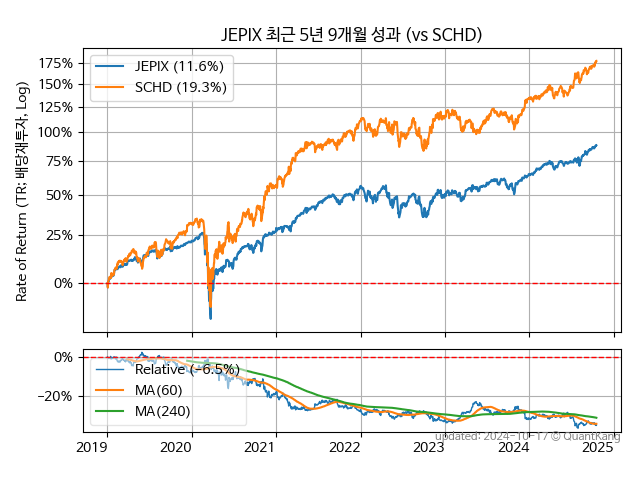 JEPIX 최근 5년 9개월 성과 (vs SCHD)
Rate of Return (TR: 배당재투자, Log)
JEPIX (11.6%)
SCHD (19.3%)
175%
150%
125%
100%
75%
50%
25%
0%
0%
−20%
Relative (−6.5%)
MA(60)
MA(240)
updated: 2024-10-17 © QuantKang
2019 2020 2021 2022 2023 2024 2025